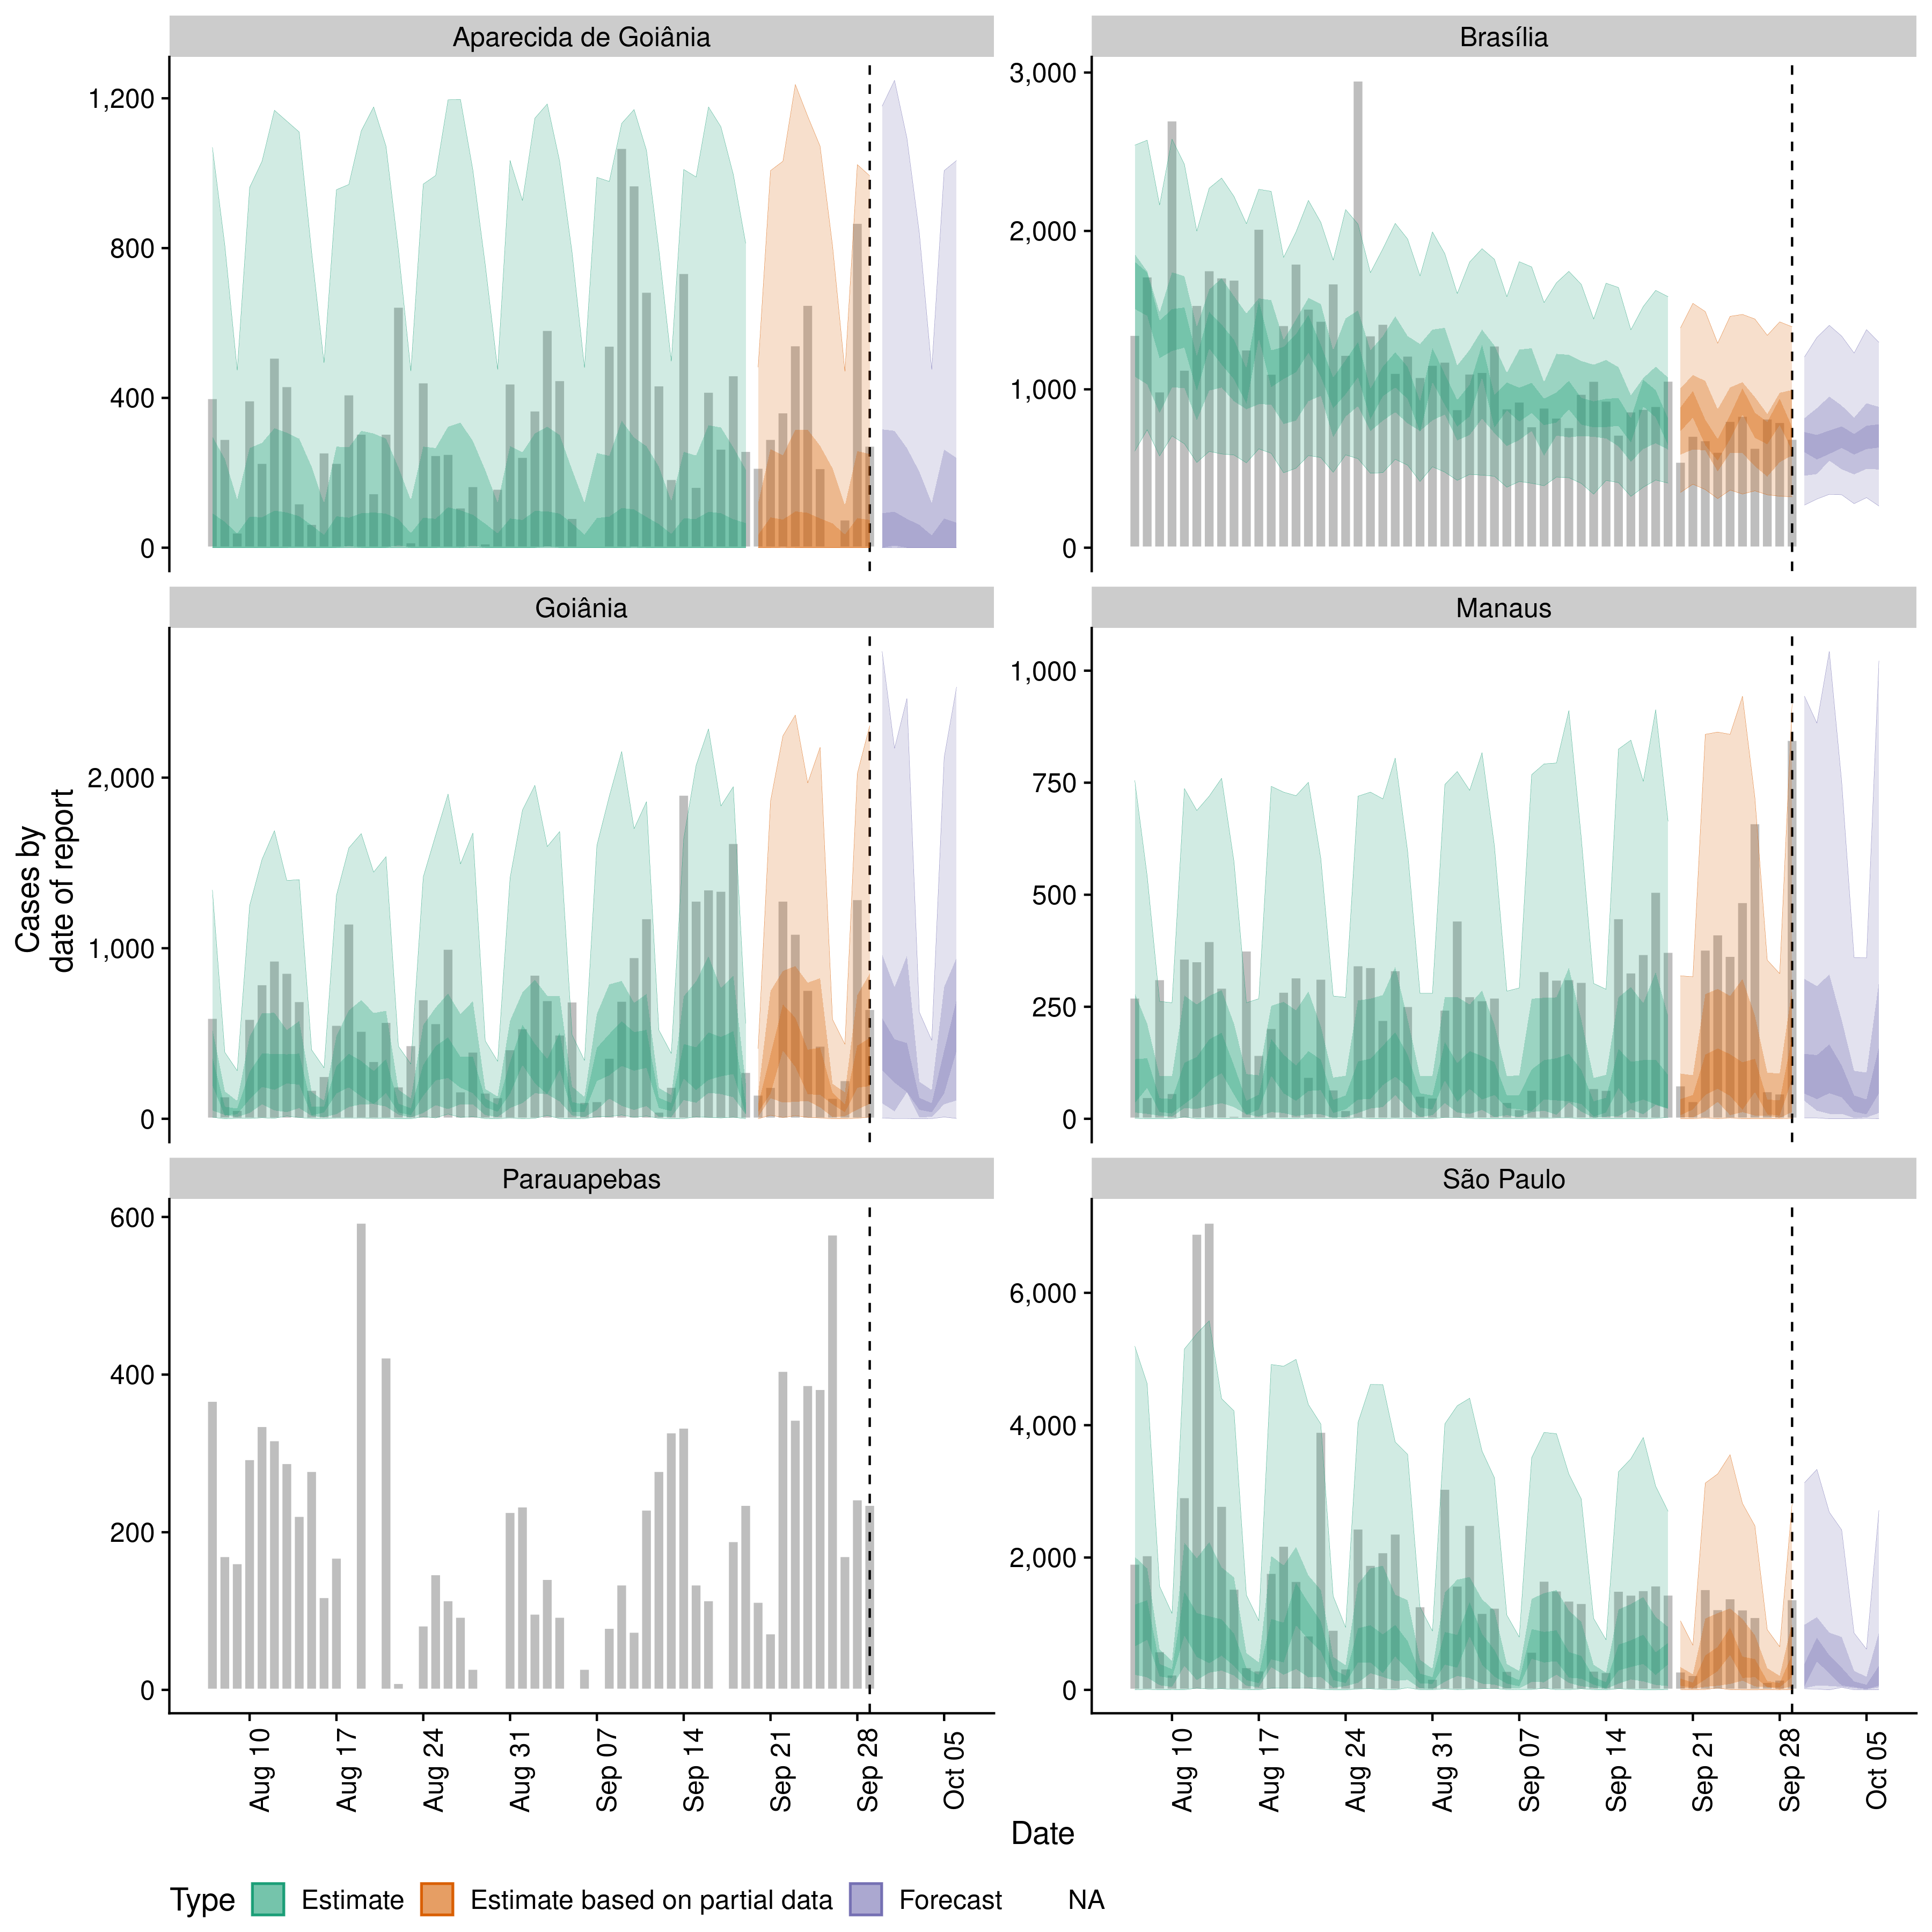 Aparecida de Goiânia
Brasília
1,200
800
400
0
3,000
2,000
1,000
0
Goiânia
Manaus
2,000
1,000
0
1,000
750
500
250
0
Cases by
date of report
Parauapebas
São Paulo
600
400
200
0
6,000
4,000
2,000
0
Aug 10
Aug 17
Aug 24
Aug 31
Sep 07
Sep 14
Sep 21
Sep 28
Oct 05
Aug 10
Aug 17
Aug 24
Aug 31
Sep 07
Sep 14
Sep 21
Sep 28
Oct 05
Date
Type Estimate Estimate based on partial data Forecast NA